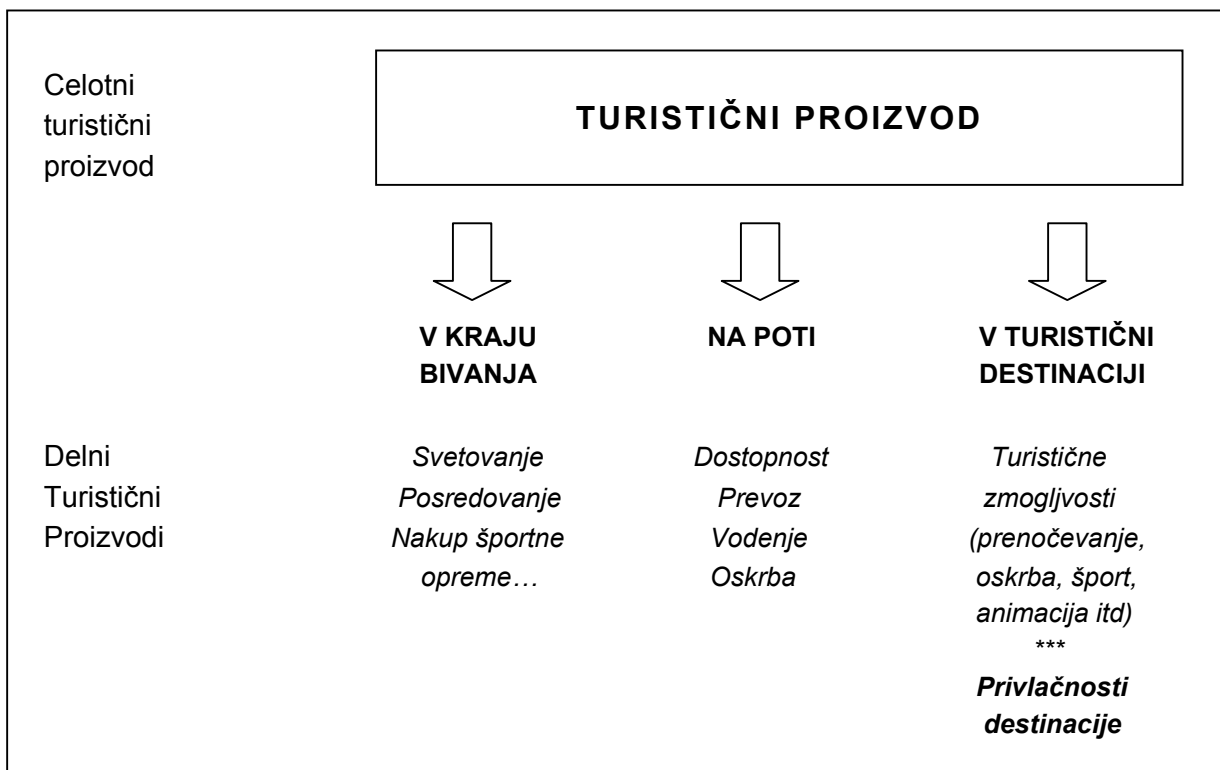 Celotni
turistični
proizvod
TURISTIČNI PROIZVOD
V KRAJU
BIVANJA
NA POTI
V TURISTIČNI
DESTINACIJI
Delni
Turistični
Proizvodi
Svetovanje
Posredovanje
Nakup športne
opreme…
Dostopnost
Prevoz
Vodenje
Oskrba
Turistične
zmogljvosti
(prenočevanje,
oskrba, šport,
animacija itd)
***
Privlačnosti
destinacije